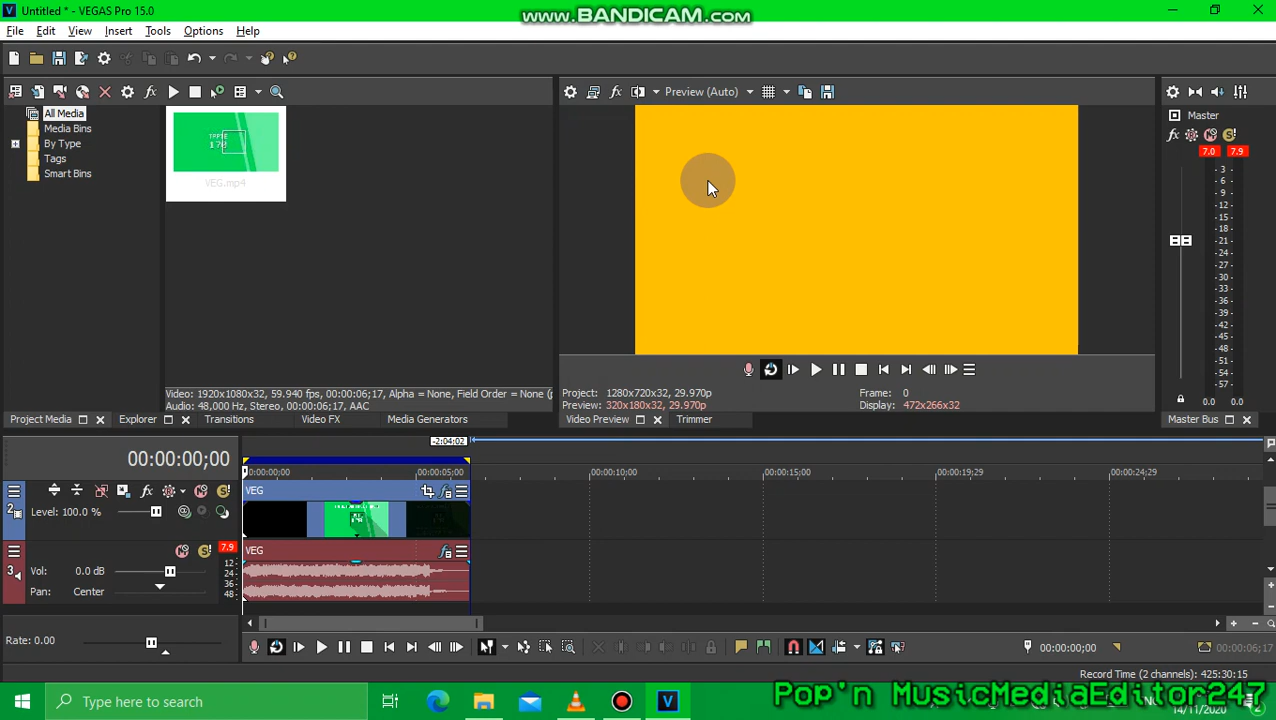 Untitled * - VEGAS Pro 15.0
www.BANDICAM.com
File Edit View Insert Tools Options Help
Preview (Auto)
Master
All Media
Media Bins
By Type
Tags
Smart Bins
VEG.mp4
7.0 7.9
3
6
9
12
15
18
21
24
27
30
33
36
39
42
45
48
51
54
57
0.0 0.0
Video: 1920x1080x32, 59.940 fps, 00:00:06;17, Alpha = None, Field Order = None (p
Audio: 48,000 Hz, Stereo, 00:00:06;17, AAC
Project: 1280x720x32, 29.970p
Preview: 320x180x32, 29.970p
Frame: 0
Display: 472x266x32
Project Media Explorer Transitions Video FX Media Generators
Video Preview Trimmer
Master Bus
-2:04:02
00:00:00;00
00:00:00;00 00:00:05;00 00:00:10;00 00:00:15;00 00:00:19;29 00:00:24;29
2
Level: 100.0 %
VEG
3
7.9
VEG
Vol: 0.0 dB
Pan: Center
12
24
36
48
Rate: 0.00
00:00:00;00
00:00:06;17
Record Time (2 channels): 425:30:15
Type here to search
Pop'n MusicMediaEditor247
14/11/2020